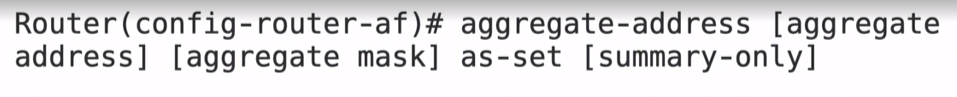 Router(config-router-af)# aggregate-address [aggregate
address] [aggregate mask] as-set [summary-only]